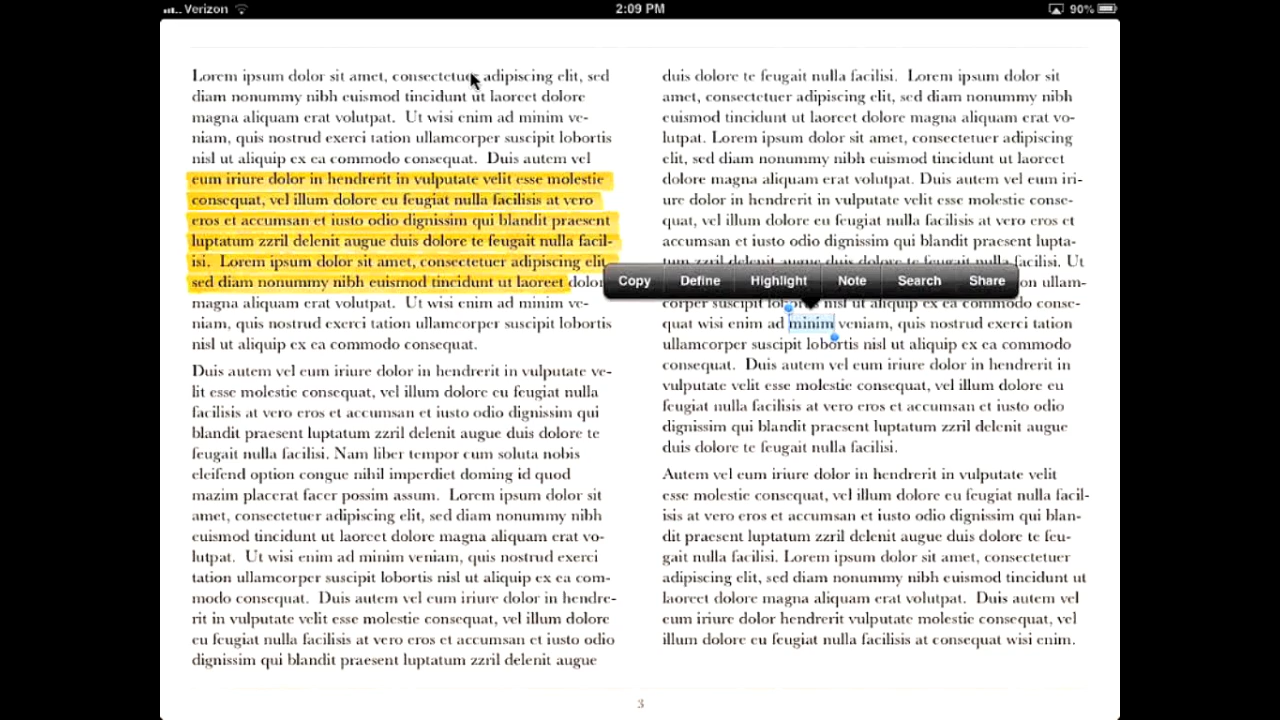 Verizon 2:09 PM 90%
Lorem ipsum dolor sit amet, consectetuer adipiscing elit, sed
diam nonummy nibh euismod tincidunt ut laoreet dolore
magna aliquam erat volutpat. Ut wisi enim ad minim ve-
niam, quis nostrud exerci tation ullamcorper suscipit lobortis
nisl ut aliquip ex ea commodo consequat. Duis autem vel
eum iriure dolor in hendrerit in vulputate velit esse molestie
consequat, vel illum dolore eu feugiat nulla facilisis at vero
eros et accumsan et iusto odio dignissim qui blandit praesent
luptatum zzril delenit augue duis dolore te feugait nulla facil-
isi. Lorem ipsum dolor sit amet, consectetuer adipiscing elit
sed diam nonummy nibh euismod tincidunt ut laoreet dolor
magna aliquam erat volutpat. Ut wisi enim ad minim ve-
niam, quis nostrud exerci tation ullamcorper suscipit lobortis
nisl ut aliquip ex ea commodo consequat.
Duis autem vel eum iriure dolor in hendrerit in vulputate ve-
lit esse molestie consequat, vel illum dolore eu feugiat nulla
facilisis at vero eros et accumsan et iusto odio dignissim qui
blandit praesent luptatum zzril delenit augue duis dolore te
feugait nulla facilisi. Nam liber tempor cum soluta nobis
eleifend option congue nihil imperdiet doming id quod
mazim placerat facer possim assum. Lorem ipsum dolor sit
amet, consectetuer adipiscing elit, sed diam nonummy nibh
euismod tincidunt ut laoreet dolore magna aliquam erat vo-
lutpat. Ut wisi enim ad minim veniam, quis nostrud exerci
tation ullamcorper suscipit lobortis nisl ut aliquip ex ea com-
modo consequat. Duis autem vel eum iriure dolor in hendre-
rit in vulputate velit esse molestie consequat, vel illum dolore
eu feugiat nulla facilisis at vero eros et accumsan et iusto odio
dignissim qui blandit praesent luptatum zzril delenit augue
duis dolore te feugait nulla facilisi. Lorem ipsum dolor sit
amet, consectetuer adipiscing elit, sed diam nonummy nibh
euismod tincidunt ut laoreet dolore magna aliquam erat vo-
lutpat. Lorem ipsum dolor sit amet, consectetuer adipiscing
elit, sed diam nonummy nibh euismod tincidunt ut laoreet
dolore magna aliquam erat volutpat. Duis autem vel eum iri-
ure dolor in hendrerit in vulputate velit esse molestie conse-
quat, vel illum dolore eu feugiat nulla facilisis at vero eros et
accumsan et iusto odio dignissim qui blandit praesent lupta-
tum zzril delenit augue duis dolore te feugait nulla facilisi. Ut
Copy Define Highlight Note Search Share
on ullam-
corper suscipit lobortis nisl ut aliquip ex ea commodo conse-
quat wisi enim ad minim veniam, quis nostrud exerci tation
ullamcorper suscipit lobortis nisl ut aliquip ex ea commodo
consequat. Duis autem vel eum iriure dolor in hendrerit in
vulputate velit esse molestie consequat, vel illum dolore eu
feugiat nulla facilisis at vero eros et accumsan et iusto odio
dignissim qui blandit praesent luptatum zzril delenit augue
duis dolore te feugait nulla facilisi.
Autem vel eum iriure dolor in hendrerit in vulputate velit
esse molestie consequat, vel illum dolore eu feugiat nulla facil-
isis at vero eros et accumsan et iusto odio dignissim qui blan-
dit praesent luptatum zzril delenit augue duis dolore te feu-
gait nulla facilisi. Lorem ipsum dolor sit amet, consectetuer
adipiscing elit, sed diam nonummy nibh euismod tincidunt ut
laoreet dolore magna aliquam erat volutpat. Duis autem vel
eum iriure dolor hendrerit vulputate molestie consequat, vel
illum dolore eu feugiat nulla facilisis at consequat wisi enim.
3